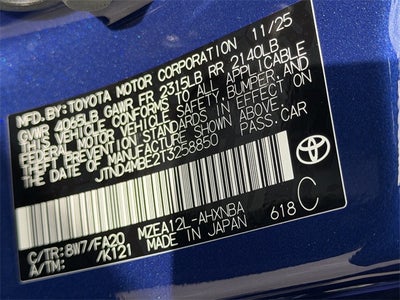 MFD.BY:TOYOTA MOTOR CORPORATION 11/25
GVWR 4065LB GAWR FR 2315LB RR 2140LB
THIS VEHICLE CONFORMS TO ALL APPLICABLE
FEDERAL MOTOR VEHICLE SAFETY, BUMPER, AND
THEFT PREVENTION STANDARDS IN EFFECT ON
THE DATE OF MANUFACTURE SHOWN ABOVE.
JTND4MBE2T3258850 PASS.CAR
C/TR:8W7/FA20 MZEA12L-AHXNBA
A/TM: /K121 MADE IN JAPAN 618 C
TOYOTA